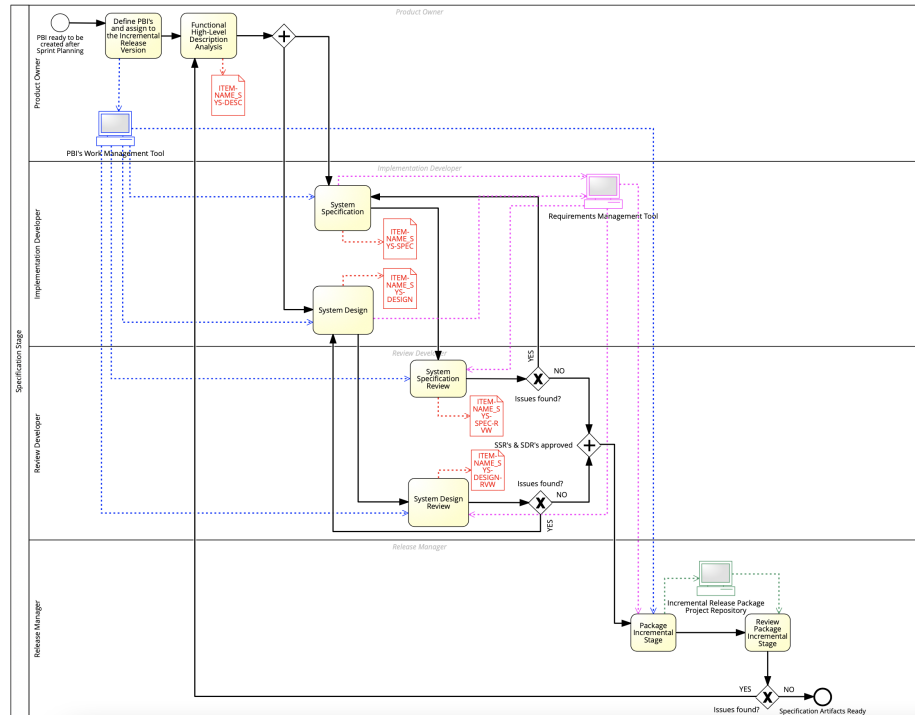 Product Owner
PBI ready to be
created after
Sprint Planning
Define PBI's
and assign to
the Incremental
Release
Version
Functional
High-Level
Description
Analysis
ITEM-
NAME_S
YS-DESC
Product Owner
PBI's Work Management Tool
Implementation Developer
System
Specification
Requirements Management Tool
ITEM-
NAME_S
YS-SPEC
Implementation Developer
ITEM-
NAME_S
YS-
DESIGN
System Design
Specification Stage
Review Developer
System
Specification
Review
YES
NO
Issues found?
ITEM-
NAME_S
YS-
SPEC-R
VW
Review Developer
SSR's & SDR's approved
ITEM-
NAME_S
YS-
DESIGN-
RVW
Issues found?
System Design
Review
NO
YES
Release Manager
Incremental Release Package
Project Repository
Release Manager
Package
Incremental
Stage
Review
Package
Incremental
Stage
YES
NO
Issues found?
Specification Artifacts Ready